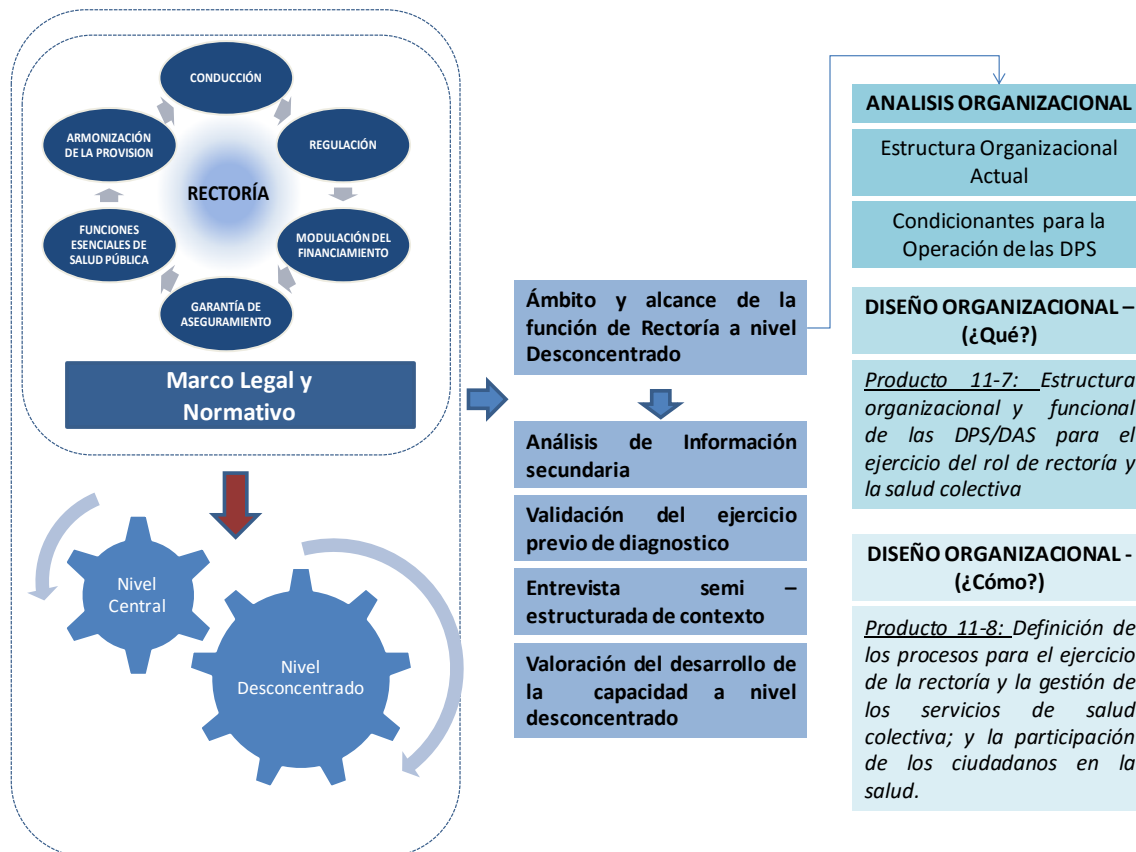 CONDUCCIÓN
ARMONIZACIÓN
DE LA PROVISION
REGULACIÓN
RECTORÍA
FUNCIONES
ESENCIALES DE
SALUD PÚBLICA
MODULACIÓN DEL
FINANCIAMIENTO
GARANTÍA DE
ASEGURAMIENTO
Marco Legal y
Normativo
Nivel
Central
Nivel
Desconcentrado
Ámbito y alcance de la
función de Rectoría a nivel
Desconcentrado
Análisis de Información
secundaria
Validación del ejercicio
previo de diagnostico
Entrevista semi –
estructurada de contexto
Valoración del desarrollo de
la capacidad a nivel
desconcentrado
ANALISIS ORGANIZACIONAL
Estructura Organizacional
Actual
Condicionantes para la
Operación de las DPS
DISEÑO ORGANIZACIONAL –
(¿Qué?)
Producto 11-7: Estructura
organizacional y funcional
de las DPS/DAS para el
ejercicio del rol de rectoría y
la salud colectiva
DISEÑO ORGANIZACIONAL -
(¿Cómo?)
Producto 11-8: Definición de
los procesos para el ejercicio
de la rectoría y la gestión de
los servicios de salud
colectiva; y la participación
de los ciudadanos en la
salud.